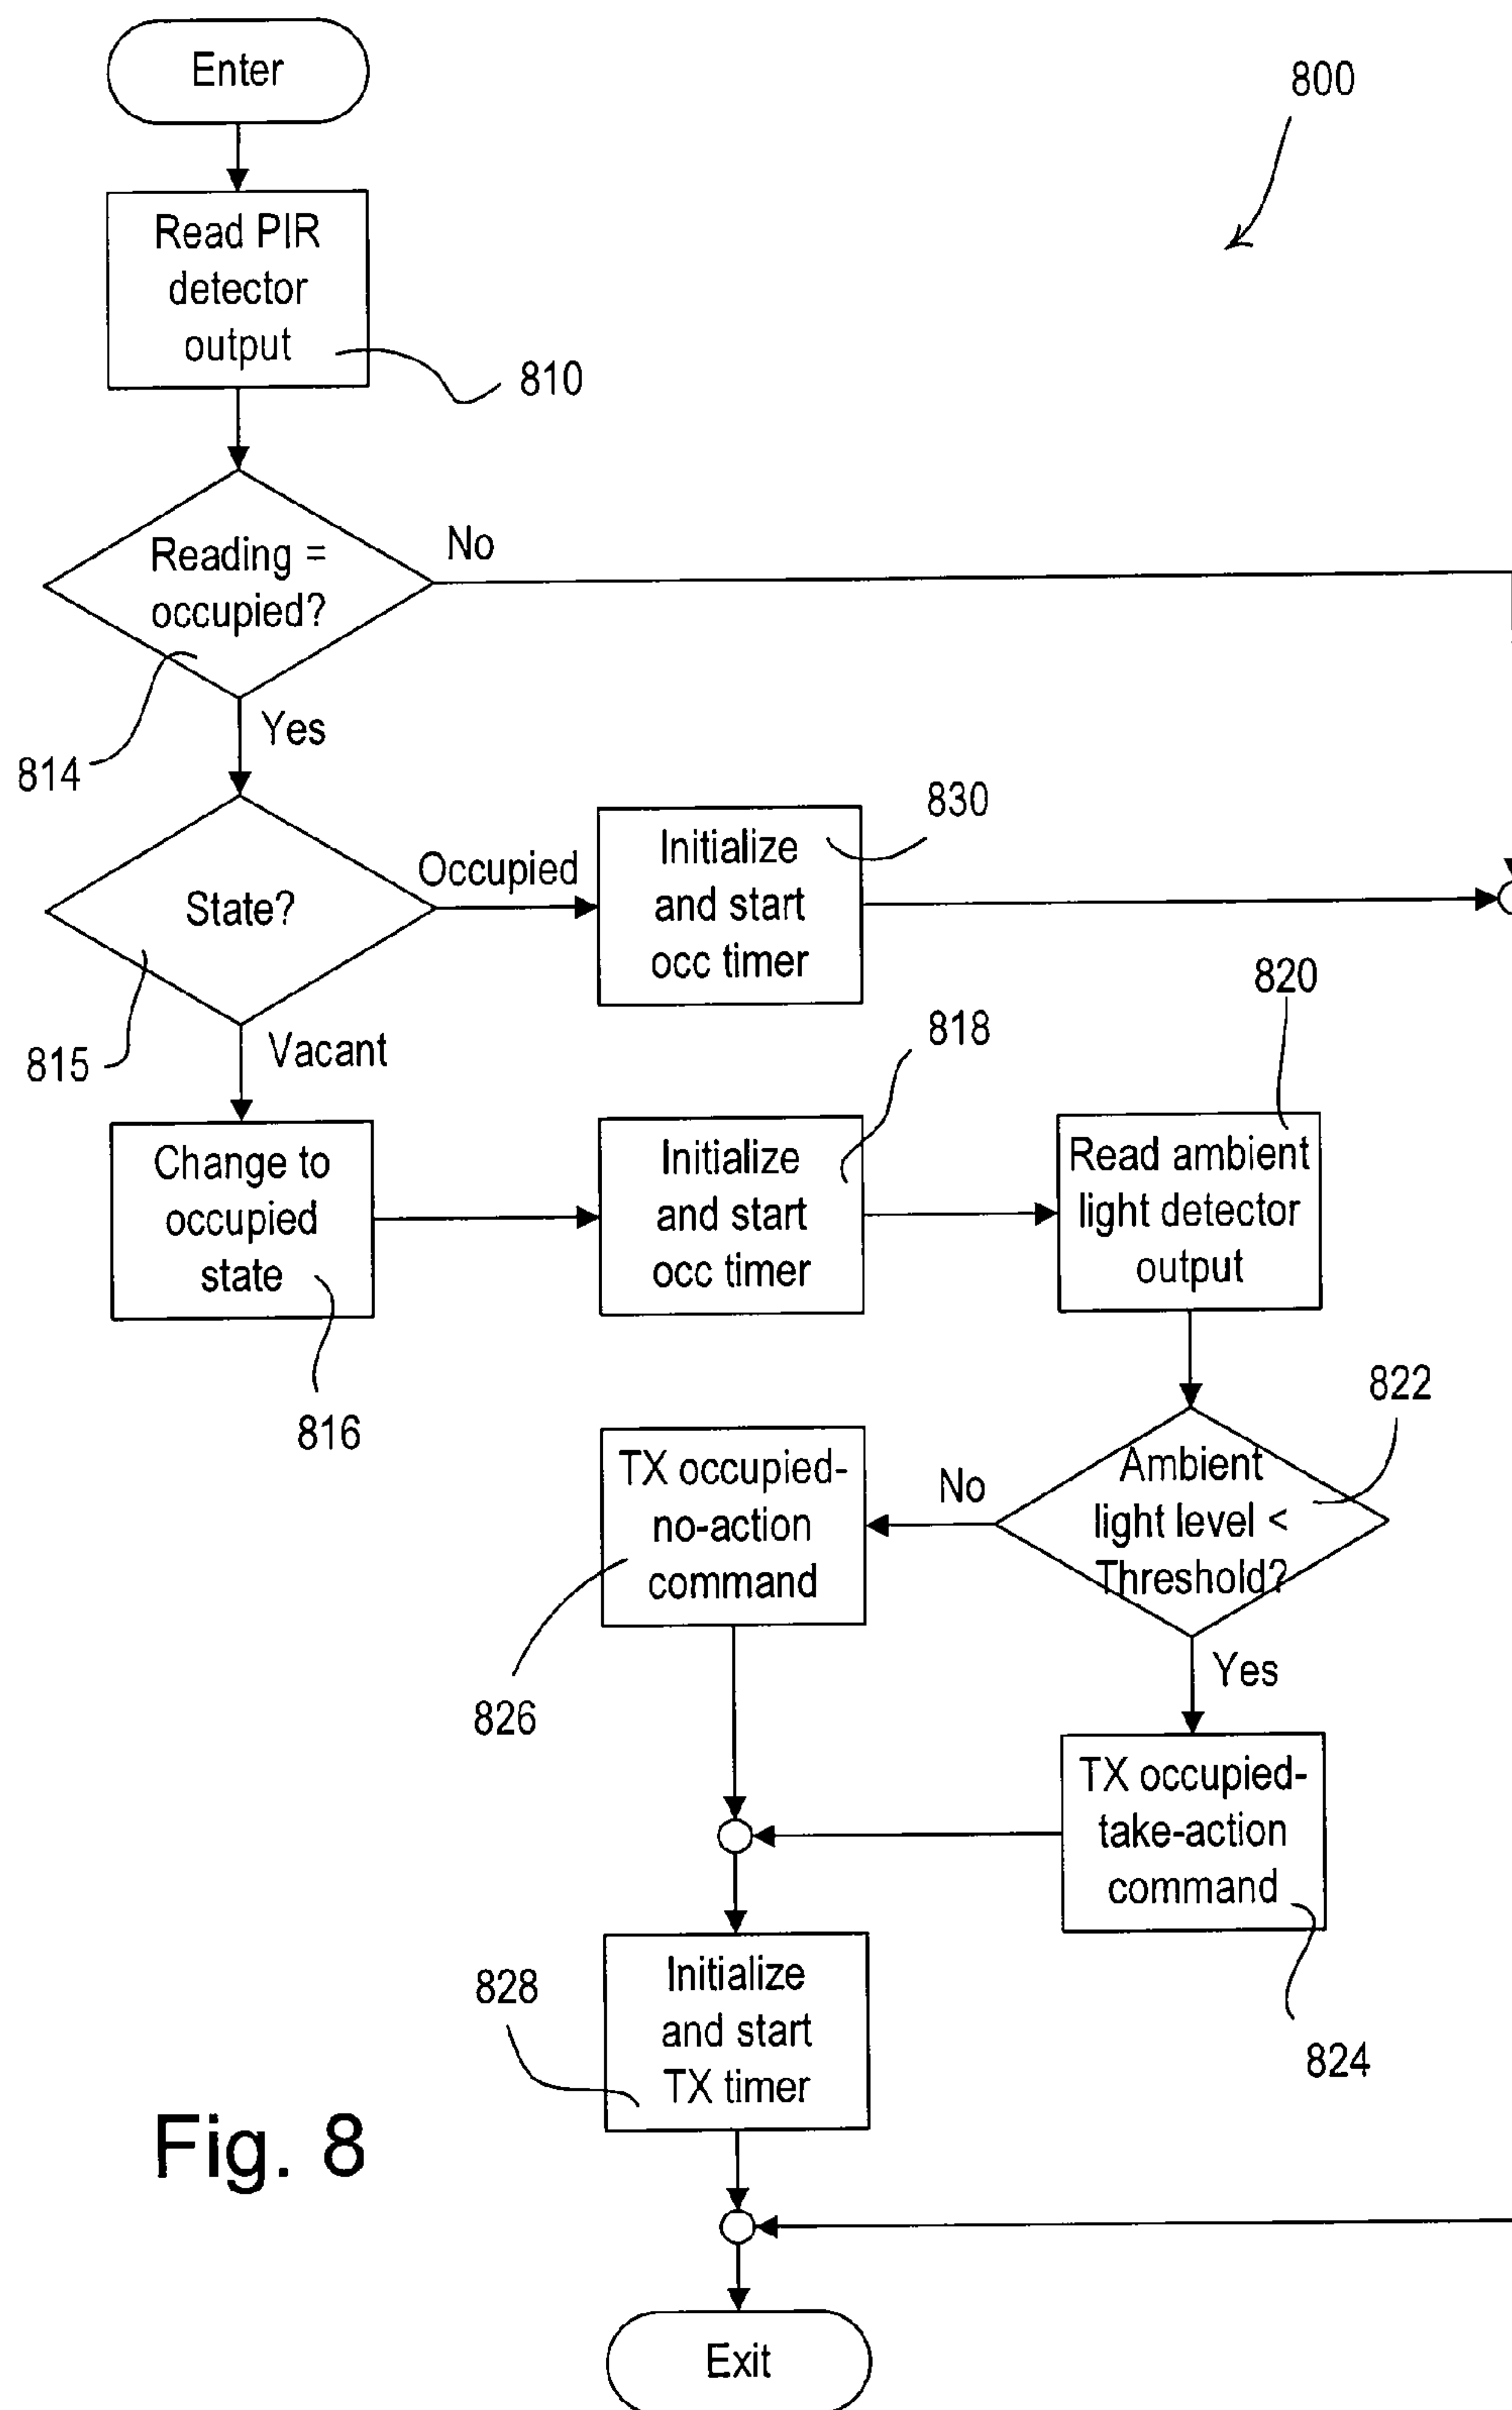 Enter
800
Read PIR
detector
output
810
Reading =
occupied?
No
814
Yes
State?
Occupied
815
Vacant
Initialize
and start
occ timer
830
Change to
occupied
state
816
Initialize
and start
occ timer
818
820
Read ambient
light detector
output
822
Ambient
light level <
Threshold?
No
Yes
TX occupied-
no-action
command
826
TX occupied-
take-action
command
824
828
Initialize
and start
TX timer
Fig. 8
Exit